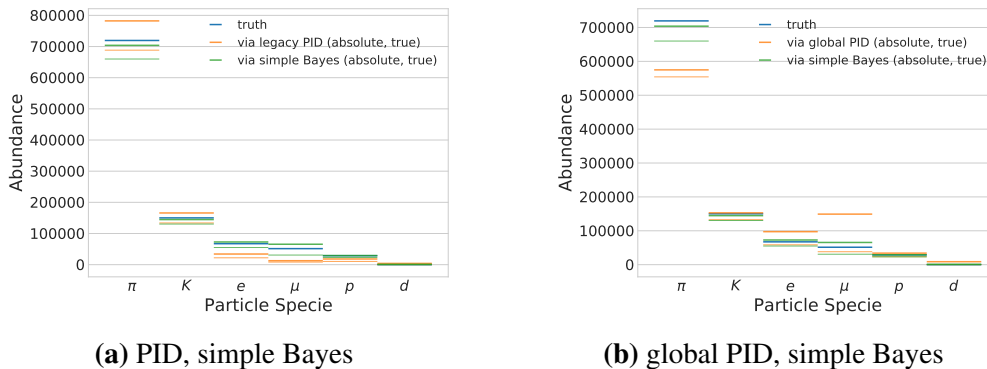 800000
700000
600000
500000
400000
300000
200000
100000
0
Abundance
truth
via legacy PID (absolute, true)
via simple Bayes (absolute, true)
π K e μ p d
Particle Specie
(a) PID, simple Bayes
700000
600000
500000
400000
300000
200000
100000
0
Abundance
truth
via global PID (absolute, true)
via simple Bayes (absolute, true)
π K e μ p d
Particle Specie
(b) global PID, simple Bayes